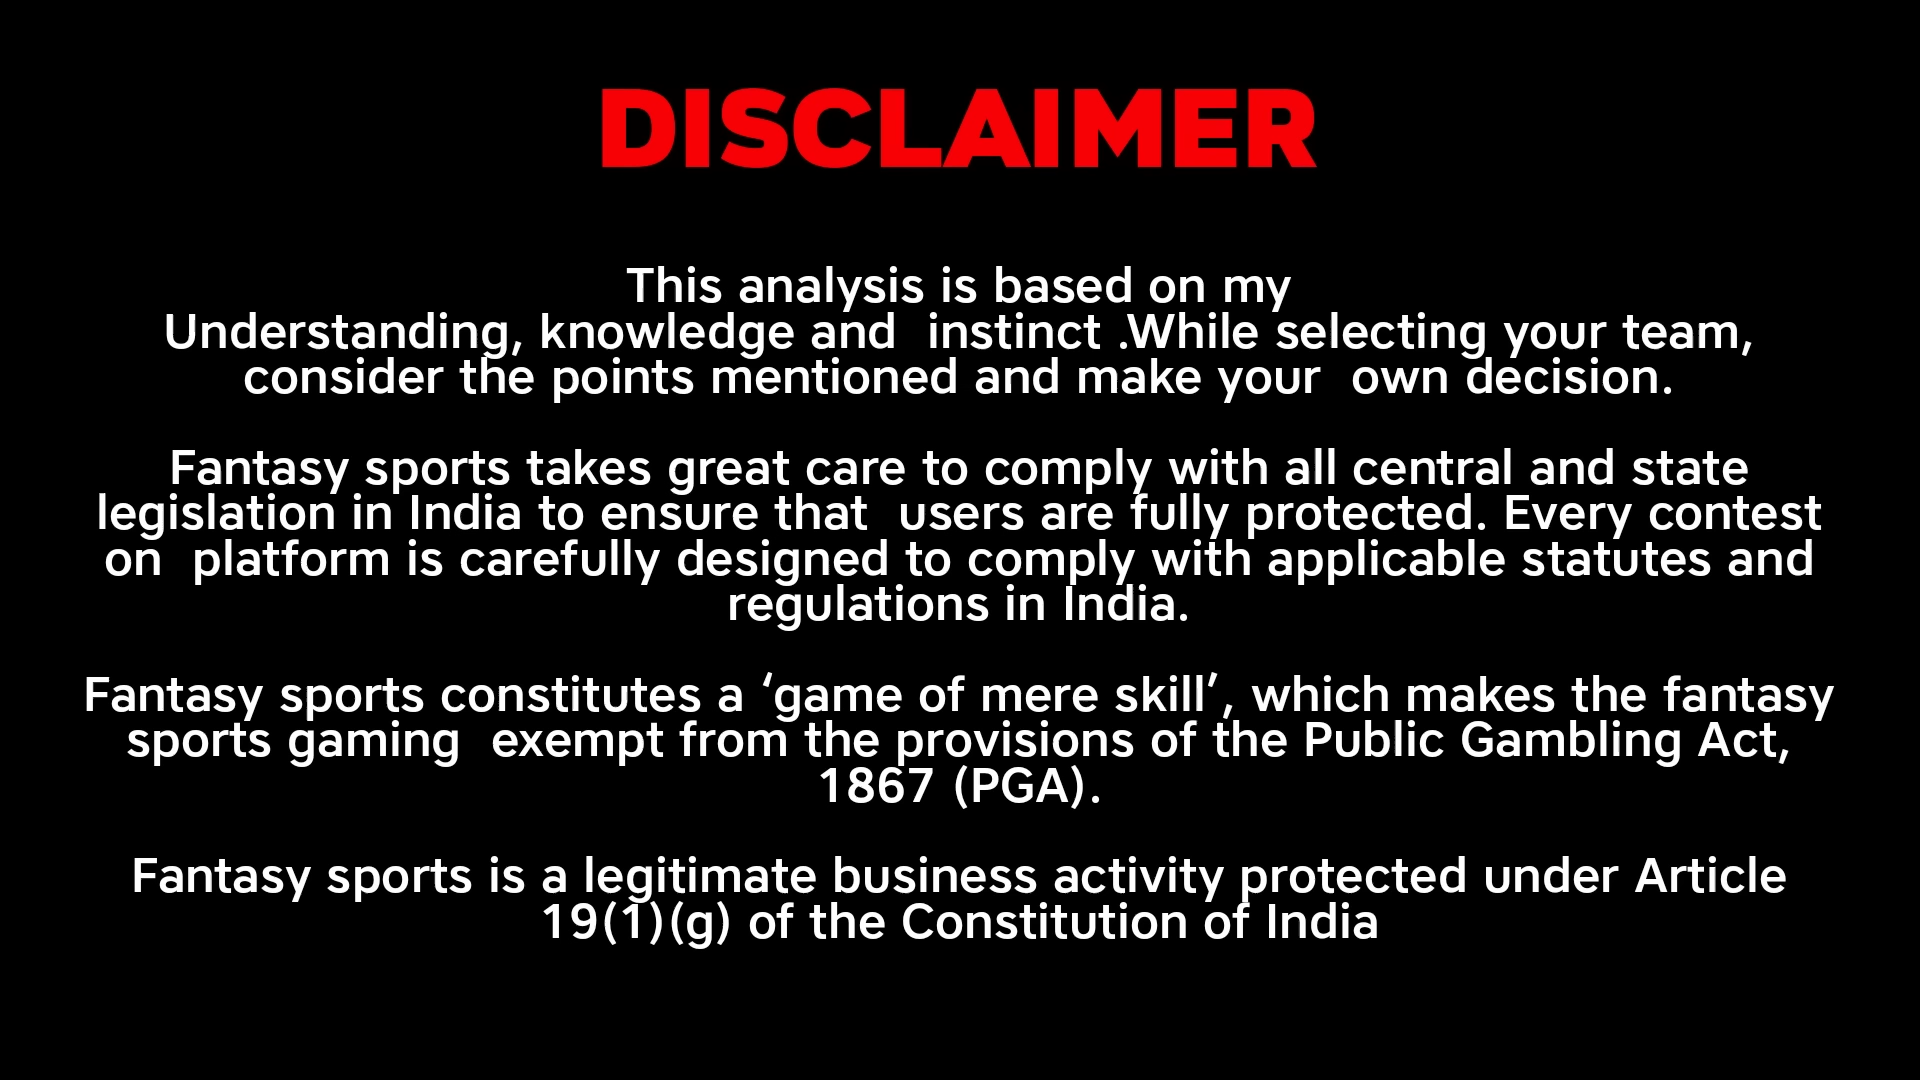 DISCLAIMER
This analysis is based on my
Understanding, knowledge and  instinct .While selecting your team,
consider the points mentioned and make your  own decision.
Fantasy sports takes great care to comply with all central and state
legislation in India to ensure that  users are fully protected. Every contest
on  platform is carefully designed to comply with applicable statutes and
regulations in India.
Fantasy sports constitutes a ‘game of mere skill’, which makes the fantasy
sports gaming  exempt from the provisions of the Public Gambling Act,
1867 (PGA).
Fantasy sports is a legitimate business activity protected under Article
19(1)(g) of the Constitution of India